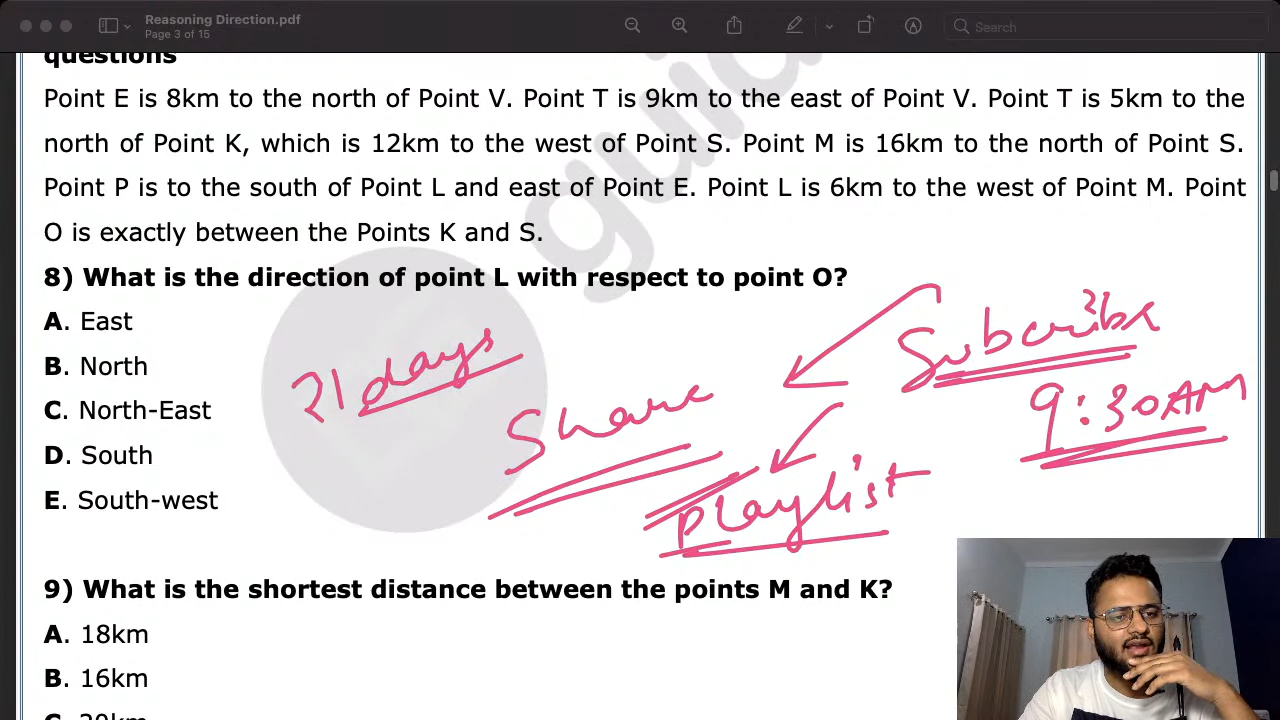 Reasoning Direction.pdf
Page 3 of 15
Search
questions
Point E is 8km to the north of Point V. Point T is 9km to the east of Point V. Point T is 5km to the
north of Point K, which is 12km to the west of Point S. Point M is 16km to the north of Point S.
Point P is to the south of Point L and east of Point E. Point L is 6km to the west of Point M. Point
O is exactly between the Points K and S.
8) What is the direction of point L with respect to point O?
A. East
B. North
C. North-East
D. South
E. South-west
21 days
Share
Subcribe
9:30AM
Playlist
9) What is the shortest distance between the points M and K?
A. 18km
B. 16km
C. 20km